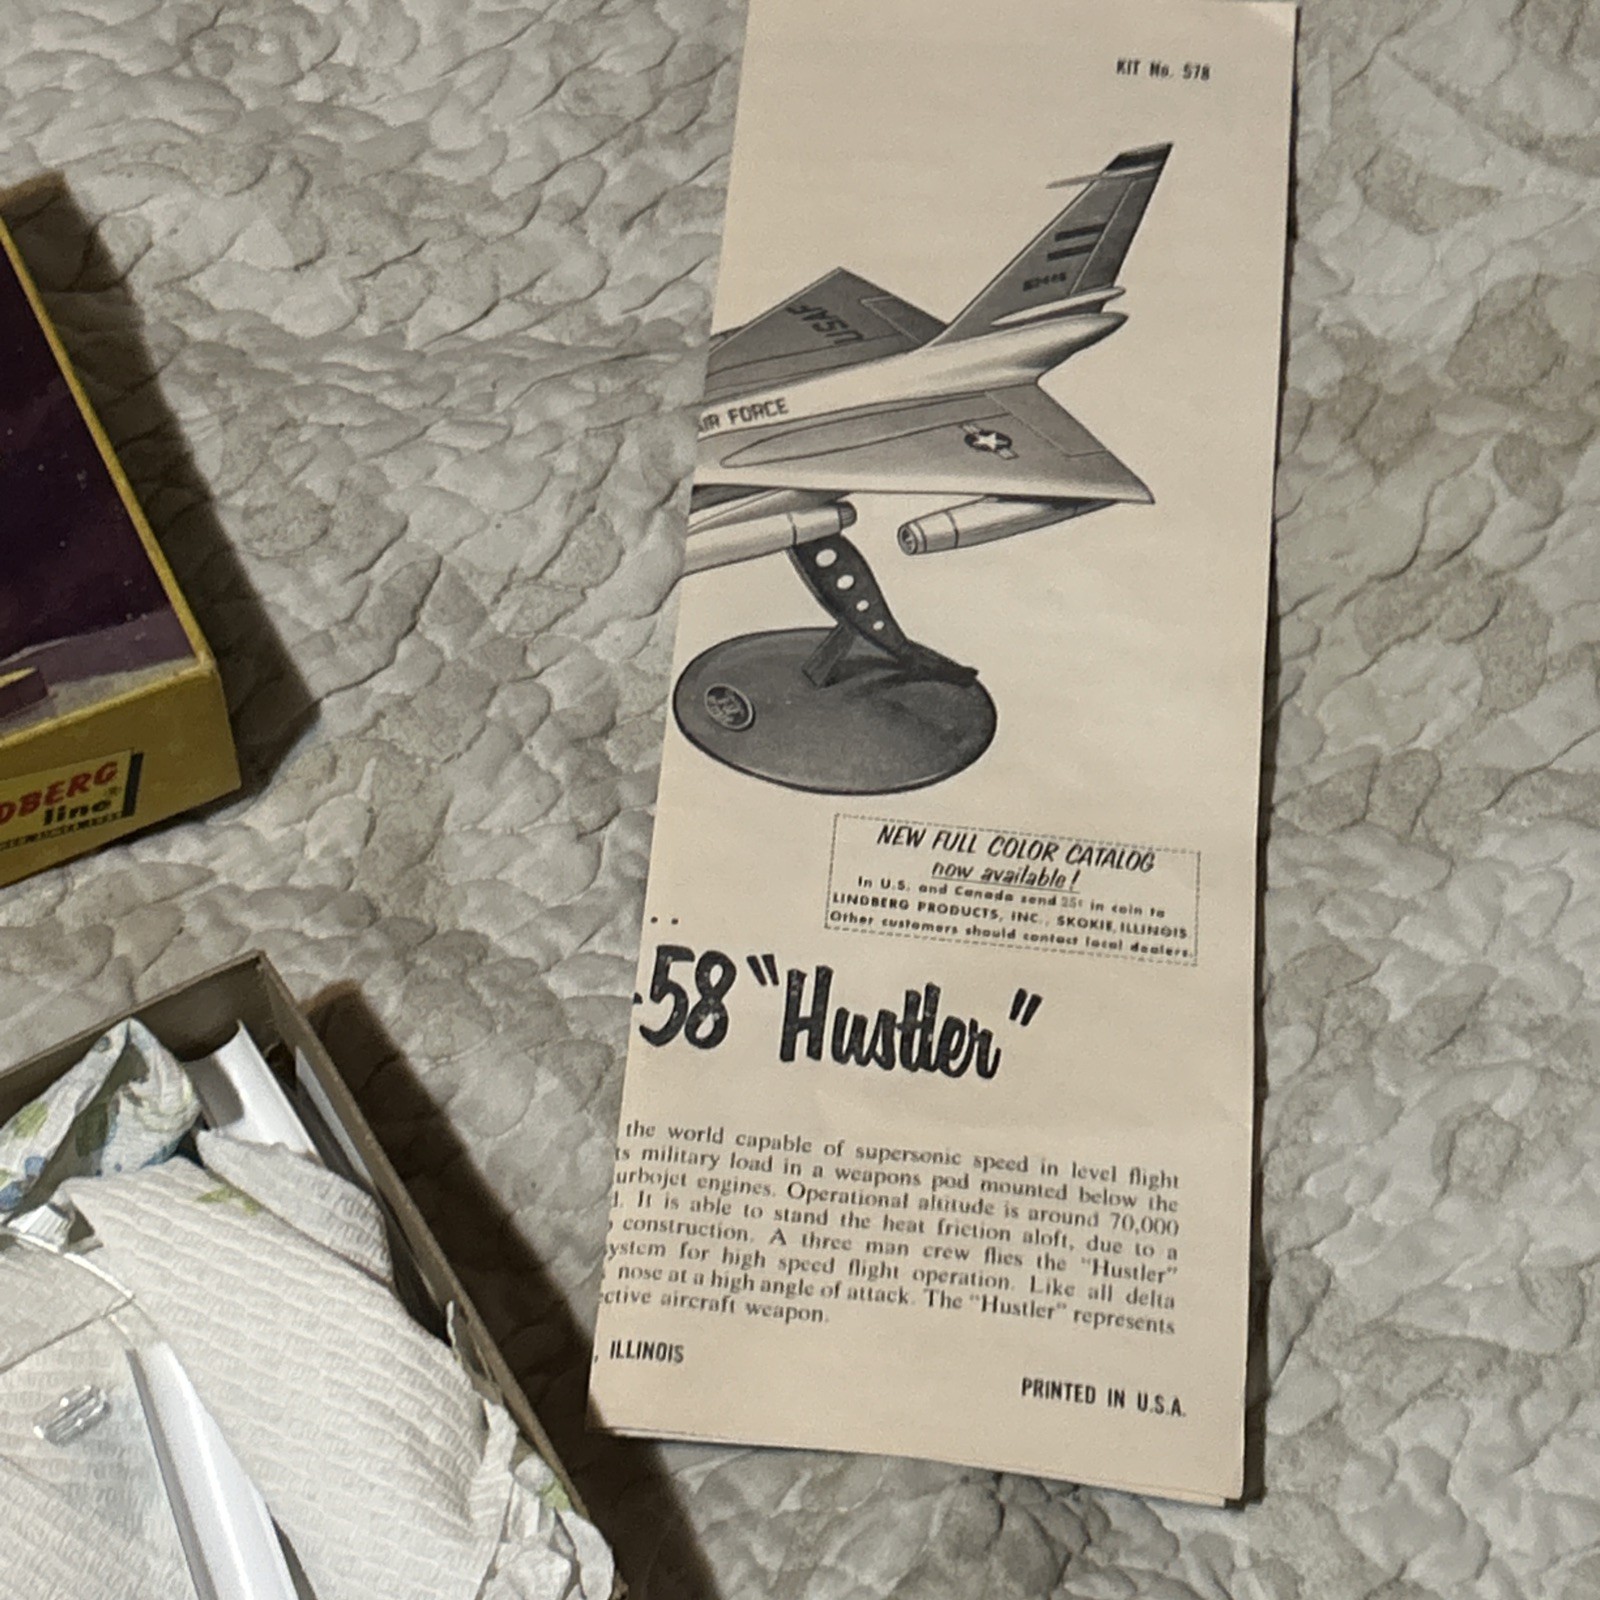 KIT No. 578
USAF
AIR FORCE
DBERG
line®
NEW FULL COLOR CATALOG
now available!
In U.S. and Canada send 25¢ in coin to
LINDBERG PRODUCTS, INC., SKOKIE, ILLINOIS
Other customers should contact local dealers.
. .
-58 "Hustler"
the world capable of supersonic speed in level flight
ts military load in a weapons pod mounted below the
urbojet engines. Operational altitude is around 70,000
l. It is able to stand the heat friction aloft, due to a
construction. A three man crew flies the "Hustler"
ystem for high speed flight operation. Like all delta
nose at a high angle of attack. The "Hustler" represents
ective aircraft weapon.
, ILLINOIS
PRINTED IN U.S.A.